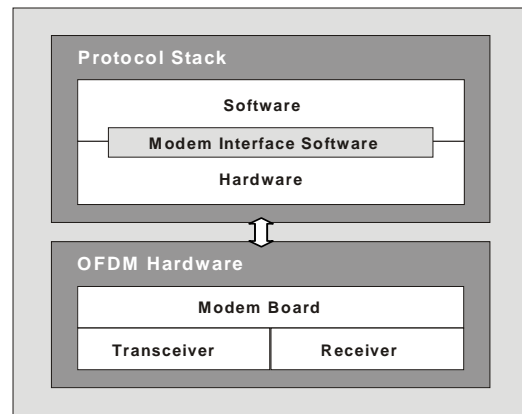 Protocol Stack
Software
Modem Interface Software
Hardware
OFDM Hardware
Modem Board
Transceiver
Receiver